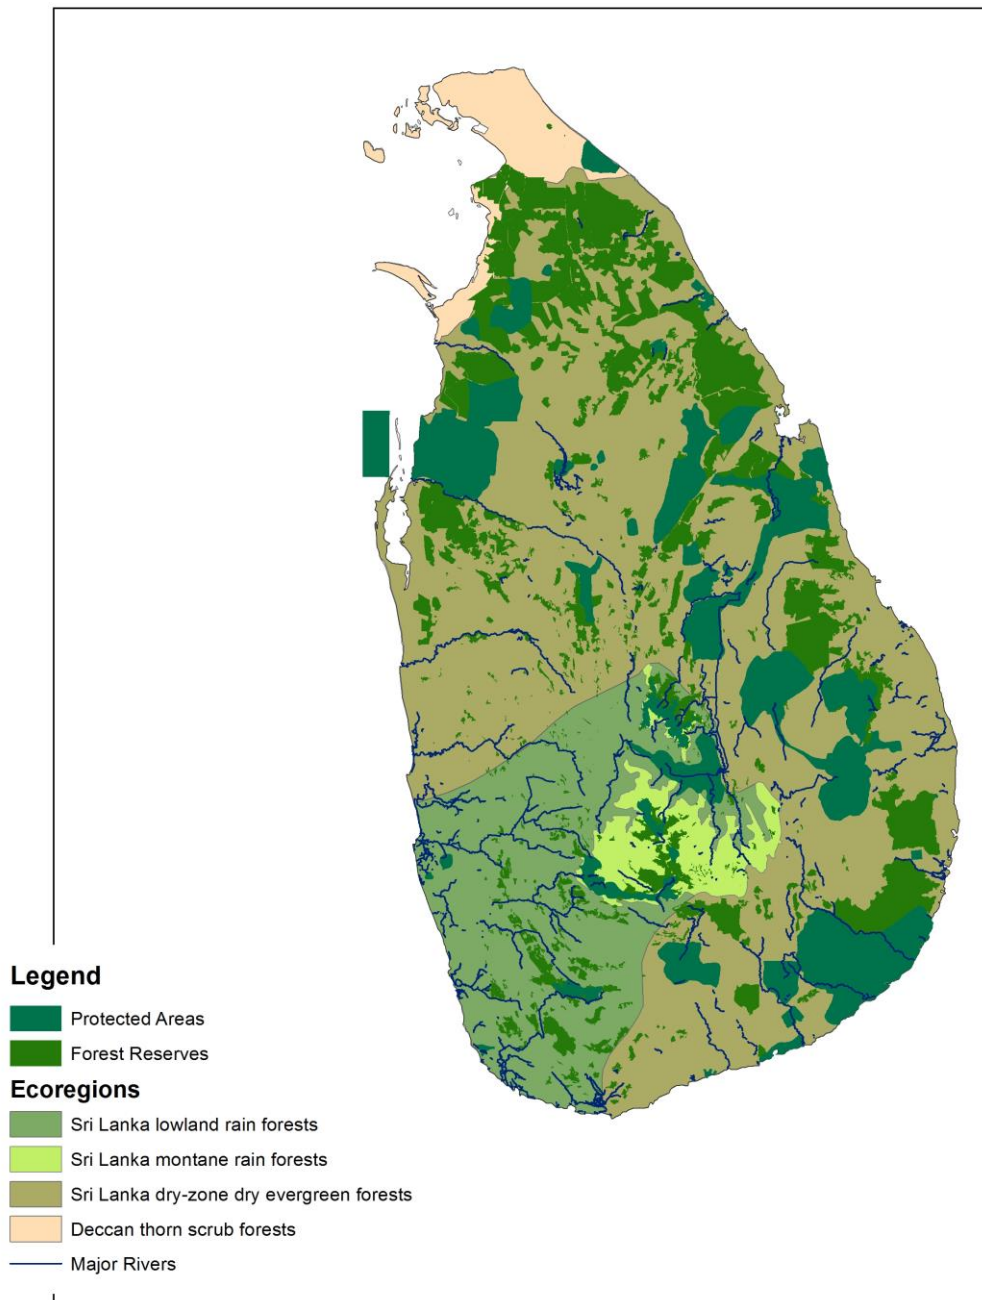 Legend
Protected Areas
Forest Reserves
Ecoregions
Sri Lanka lowland rain forests
Sri Lanka montane rain forests
Sri Lanka dry-zone dry evergreen forests
Deccan thorn scrub forests
Major Rivers